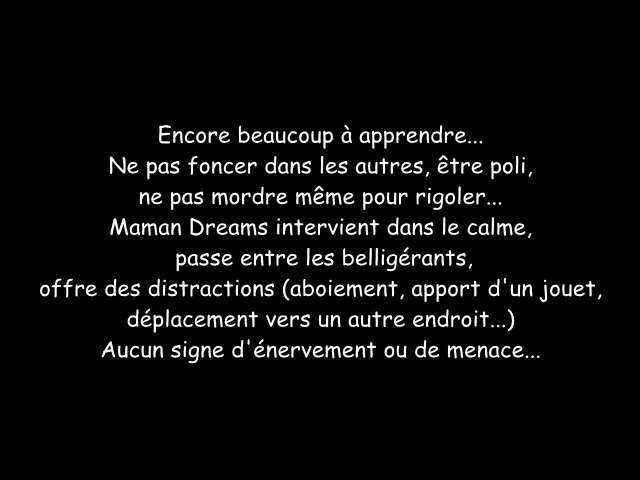 Encore beaucoup à apprendre...
Ne pas foncer dans les autres, être poli,
ne pas mordre même pour rigoler...
Maman Dreams intervient dans le calme,
passe entre les belligérants,
offre des distractions (aboiement, apport d'un jouet,
déplacement vers un autre endroit...)
Aucun signe d'énervement ou de menace...